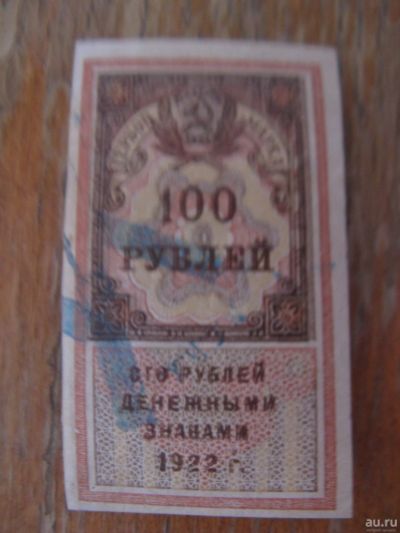 100
РУБЛЕЙ
СТО РУБЛЕЙ
ДЕНЕЖНЫМИ
ЗНАКАМИ
1922 г.
au.ru